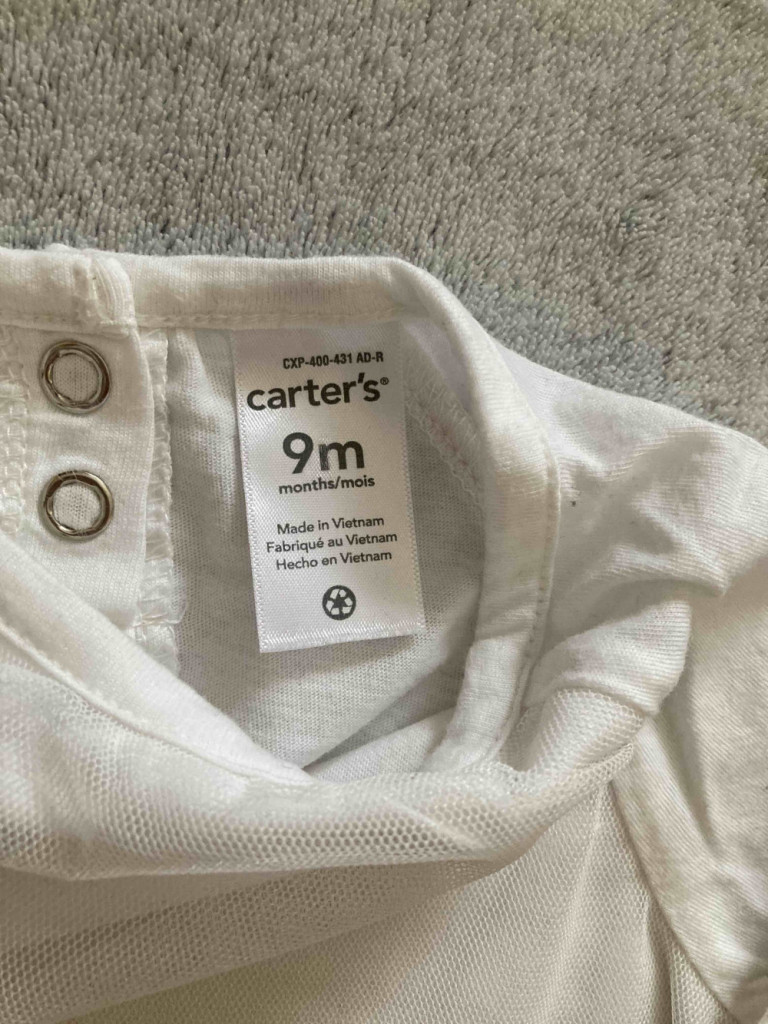 CXP-400-431 AD-R
carter's®
9m
months/mois
Made in Vietnam
Fabriqué au Vietnam
Hecho en Vietnam